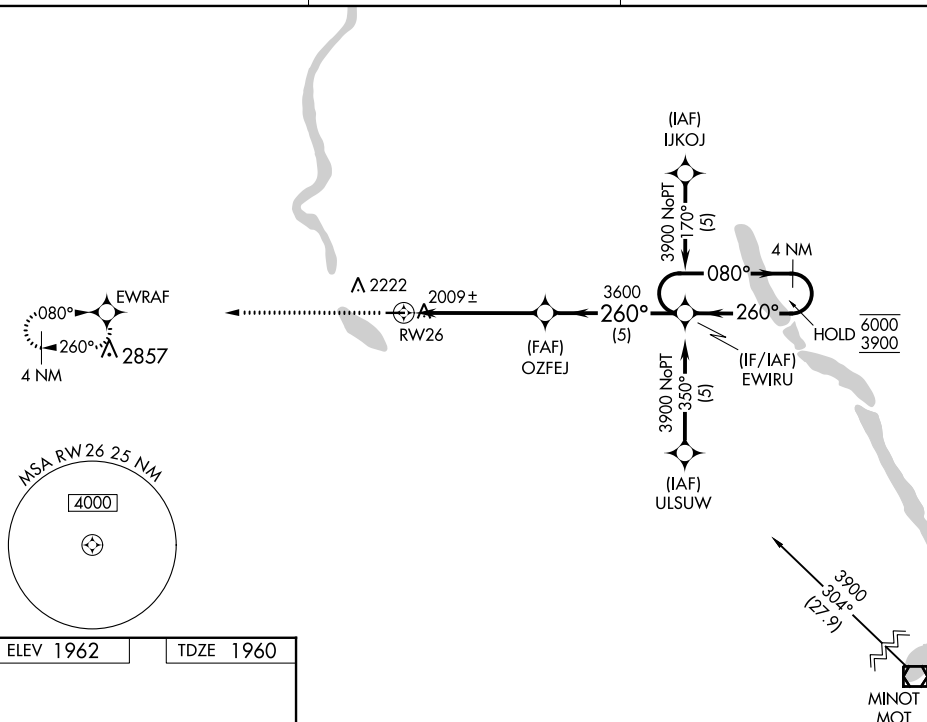 (IAF)
IJKOJ
3900 NoPT
170°
(5)
4 NM
080°
EWRAF
080°
260°
2857
4 NM
2222
2009±
RW26
3600
260°
(5)
260°
(FAF)
OZFEJ
HOLD
6000
3900
(IF/IAF)
EWIRU
3900 NoPT
350°
(5)
(IAF)
ULSUW
MSA RW26 25 NM
4000
3900
304°
(27.9)
MINOT
MOT
ELEV 1962
TDZE 1960